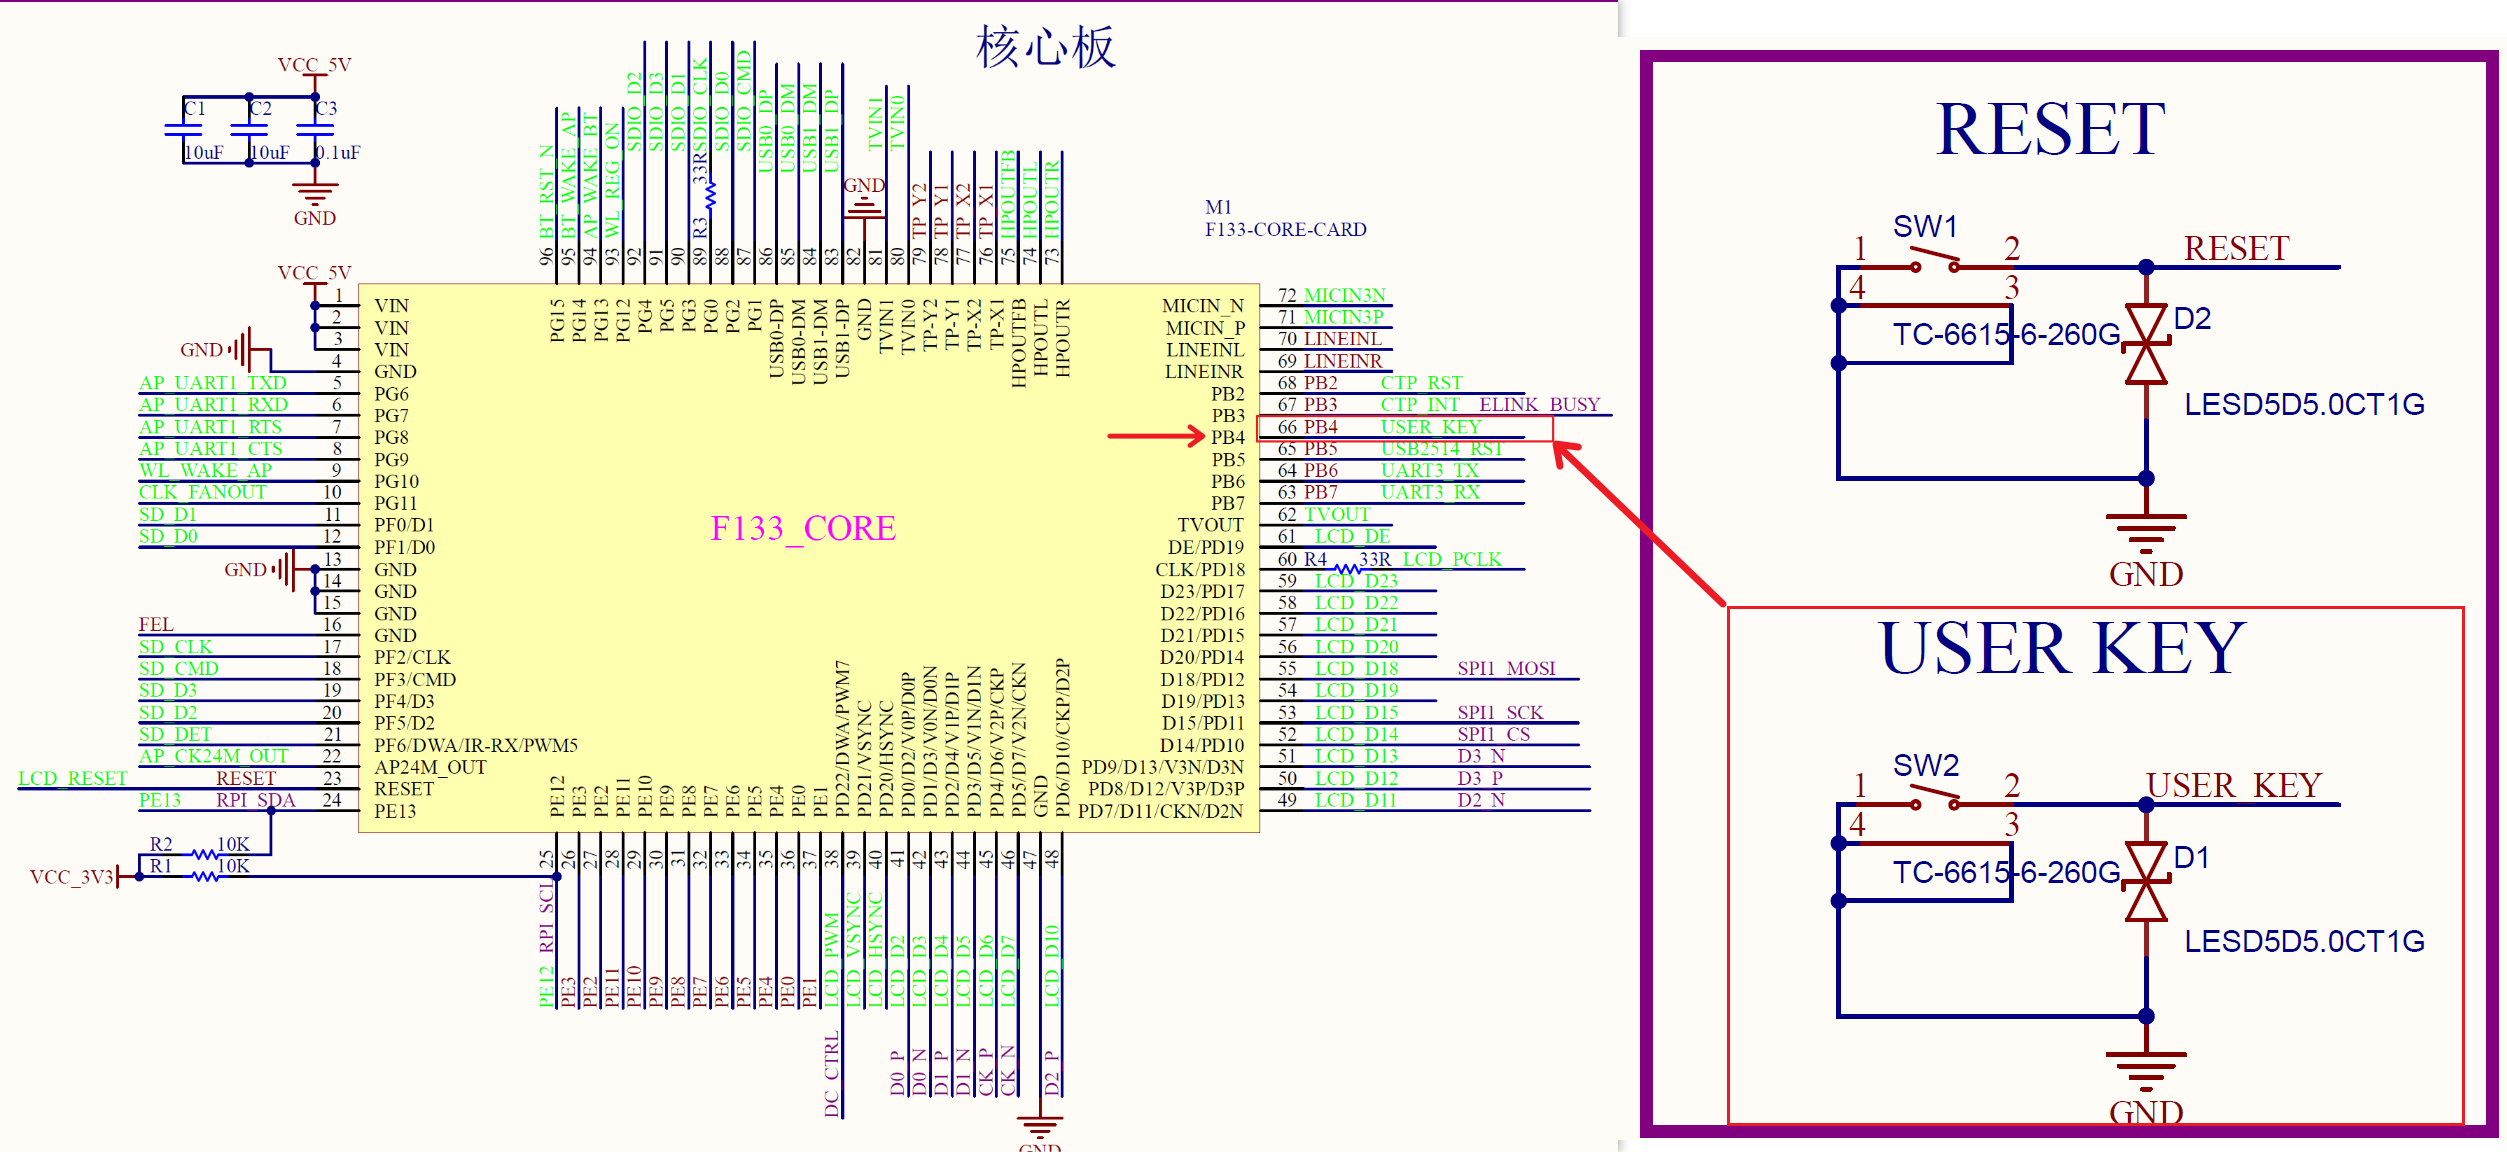 核心板
VCC_5V
C1
C2
C3
10uF
10uF
0.1uF
GND
M1
F133-CORE-CARD
BT_RST_N
BT_WAKE_AP
AP_WAKE_BT
WL_REG_ON
SDIO_D2
SDIO_D3
SDIO_D1
SDIO_CLK
33R
R3
SDIO_D0
SDIO_CMD
USB0_DP
USB0_DM
USB1_DM
USB1_DP
GND
TVIN1
TVIN0
TP_Y2
TP_Y1
TP_X2
TP_X1
HPOUTFB
HPOUTL
HPOUTR
96 PG15
95 PG14
94 PG13
93 PG12
92 PG4
91 PG5
90 PG3
89 PG0
88 PG2
87 PG1
86 USB0-DP
85 USB0-DM
84 USB1-DM
83 USB1-DP
82 GND
81 TVIN1
80 TVIN0
79 TP-Y2
78 TP-Y1
77 TP-X2
76 TP-X1
75 HPOUTFB
74 HPOUTL
73 HPOUTR
VCC_5V
1 VIN
2 VIN
3 VIN
GND 4 GND
AP_UART1_TXD 5 PG6
AP_UART1_RXD 6 PG7
AP_UART1_RTS 7 PG8
AP_UART1_CTS 8 PG9
WL_WAKE_AP 9 PG10
CLK_FANOUT 10 PG11
SD_D1 11 PF0/D1
SD_D0 12 PF1/D0
GND 13 GND
14 GND
15 GND
FEL 16 GND
SD_CLK 17 PF2/CLK
SD_CMD 18 PF3/CMD
SD_D3 19 PF4/D3
SD_D2 20 PF5/D2
SD_DET 21 PF6/DWA/IR-RX/PWM5
AP_CK24M_OUT 22 AP24M_OUT
LCD_RESET RESET 23 RESET
PE13 RPI_SDA 24 PE13
R2 10K
R1 10K
VCC_3V3
F133_CORE
MICIN_N 72 MICIN3N
MICIN_P 71 MICIN3P
LINEINL 70 LINEINL
LINEINR 69 LINEINR
PB2 68 PB2 CTP_RST
PB3 67 PB3 CTP_INT ELINK_BUSY
PB4 66 PB4 USER_KEY
PB5 65 PB5 USB2514_RST
PB6 64 PB6 UART3_TX
PB7 63 PB7 UART3_RX
TVOUT 62 TVOUT
DE/PD19 61 LCD_DE
CLK/PD18 60 R4 33R LCD_PCLK
D23/PD17 59 LCD_D23
D22/PD16 58 LCD_D22
D21/PD15 57 LCD_D21
D20/PD14 56 LCD_D20
D18/PD12 55 LCD_D18 SPI1_MOSI
D19/PD13 54 LCD_D19
D15/PD11 53 LCD_D15 SPI1_SCK
D14/PD10 52 LCD_D14 SPI1_CS
PD9/D13/V3N/D3N 51 LCD_D13 D3_N
PD8/D12/V3P/D3P 50 LCD_D12 D3_P
PD7/D11/CKN/D2N 49 LCD_D11 D2_N
PE12 25 RPI_SCL PE12
PE3 26 PE3
PE2 27 PE2
PE11 28 PE11
PE10 29 PE10
PE9 30 PE9
PE8 31 PE8
PE7 32 PE7
PE6 33 PE6
PE5 34 PE5
PE4 35 PE4
PE0 36 PE0
PE1 37 PE1
PD22/DWA/PWM7 38 LCD_PWM DC_CTRL
PD21/VSYNC 39 LCD_VSYNC
PD20/HSYNC 40 LCD_HSYNC
PD0/D2/V0P/D0P 41 LCD_D2 D0_P
PD1/D3/V0N/D0N 42 LCD_D3 D0_N
PD2/D4/V1P/D1P 43 LCD_D4 D1_P
PD3/D5/V1N/D1N 44 LCD_D5 D1_N
PD4/D6/V2P/CKP 45 LCD_D6 CK_P
PD5/D7/V2N/CKN 46 LCD_D7 CK_N
GND 47
PD6/D10/CKP/D2P 48 LCD_D10 D2_P
GND
RESET
SW1
1 2 RESET
4 3
TC-6615-6-260G
D2
LESD5D5.0CT1G
GND
USER KEY
SW2
1 2 USER_KEY
4 3
TC-6615-6-260G
D1
LESD5D5.0CT1G
GND